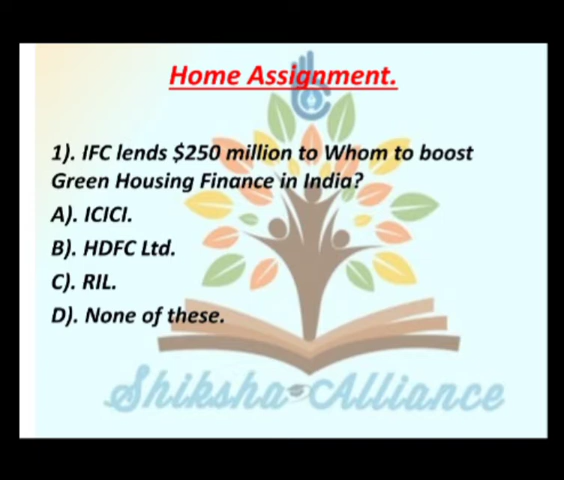 Home Assignment.
1). IFC lends $250 million to Whom to boost
Green Housing Finance in India?
A). ICICI.
B). HDFC Ltd.
C). RIL.
D). None of these.
Shiksha Alliance